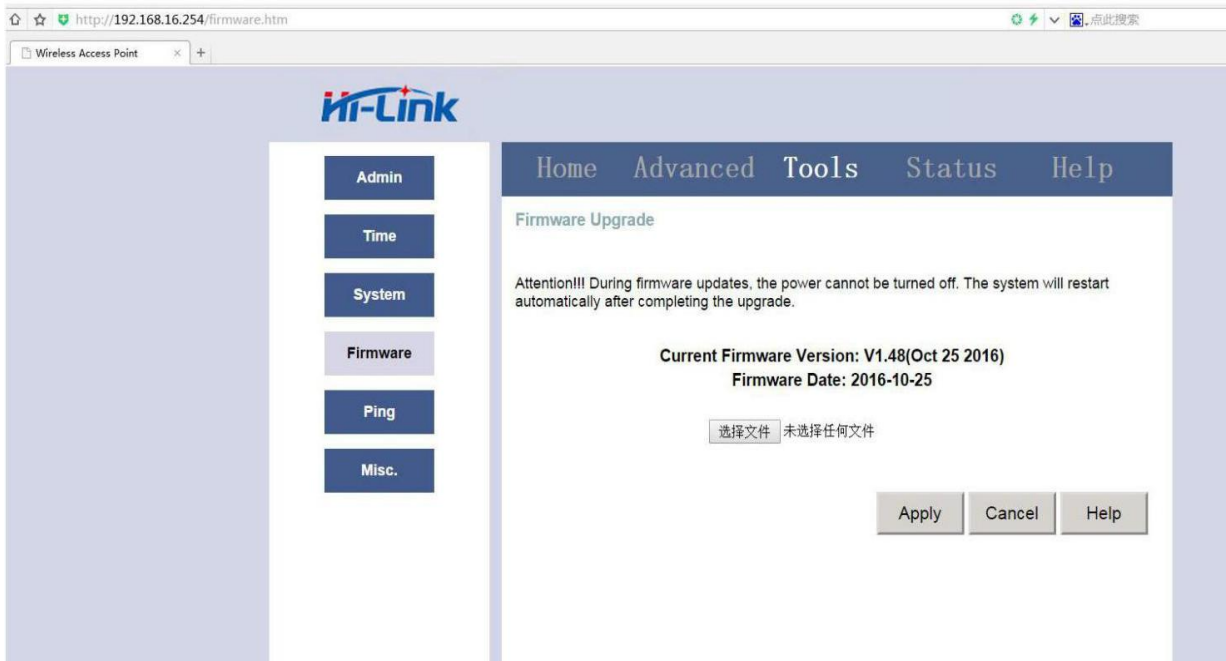 http://192.168.16.254/firmware.htm
点此搜索
Wireless Access Point × +
Hi-Link
Home Advanced Tools Status Help
Admin
Time
System
Firmware
Ping
Misc.
Firmware Upgrade
Attention!!! During firmware updates, the power cannot be turned off. The system will restart
automatically after completing the upgrade.
Current Firmware Version: V1.48(Oct 25 2016)
Firmware Date: 2016-10-25
选择文件 未选择任何文件
Apply Cancel Help